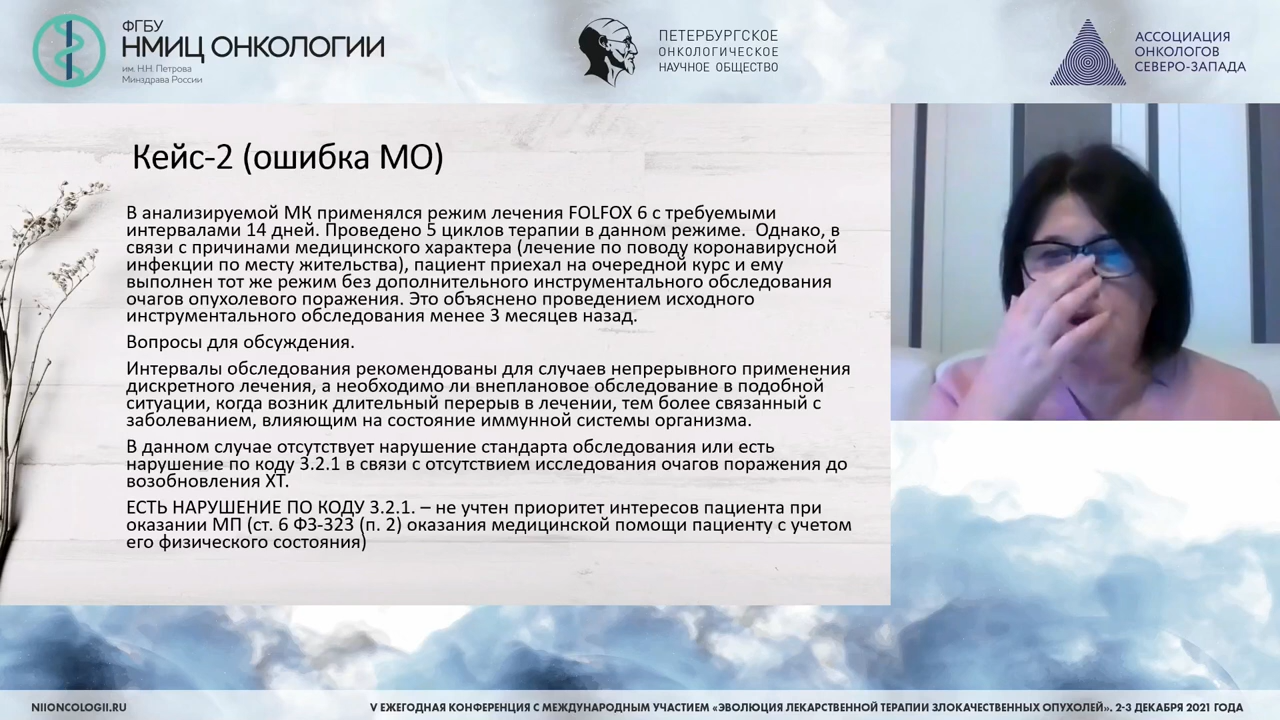 ФГБУ
НМИЦ ОНКОЛОГИИ
им. Н.Н. Петрова
Минздрава России
ПЕТЕРБУРГСКОЕ
ОНКОЛОГИЧЕСКОЕ
НАУЧНОЕ ОБЩЕСТВО
АССОЦИАЦИЯ
ОНКОЛОГОВ
СЕВЕРО-ЗАПАДА
Кейс-2 (ошибка МО)
В анализируемой МК применялся режим лечения FOLFOX 6 с требуемыми
интервалами 14 дней. Проведено 5 циклов терапии в данном режиме. Однако, в
связи с причинами медицинского характера (лечение по поводу коронавирусной
инфекции по месту жительства), пациент приехал на очередной курс и ему
выполнен тот же режим без дополнительного инструментального обследования
очагов опухолевого поражения. Это объяснено проведением исходного
инструментального обследования менее 3 месяцев назад.
Вопросы для обсуждения.
Интервалы обследования рекомендованы для случаев непрерывного применения
дискретного лечения, а необходимо ли внеплановое обследование в подобной
ситуации, когда возник длительный перерыв в лечении, тем более связанный с
заболеванием, влияющим на состояние иммунной системы организма.
В данном случае отсутствует нарушение стандарта обследования или есть
нарушение по коду 3.2.1 в связи с отсутствием исследования очагов поражения до
возобновления ХТ.
ЕСТЬ НАРУШЕНИЕ ПО КОДУ 3.2.1. – не учтен приоритет интересов пациента при
оказании МП (ст. 6 ФЗ-323 (п. 2) оказания медицинской помощи пациенту с учетом
его физического состояния)
NIIONCOLOGII.RU
V ЕЖЕГОДНАЯ КОНФЕРЕНЦИЯ С МЕЖДУНАРОДНЫМ УЧАСТИЕМ «ЭВОЛЮЦИЯ ЛЕКАРСТВЕННОЙ ТЕРАПИИ ЗЛОКАЧЕСТВЕННЫХ ОПУХОЛЕЙ». 2-3 ДЕКАБРЯ 2021 ГОДА